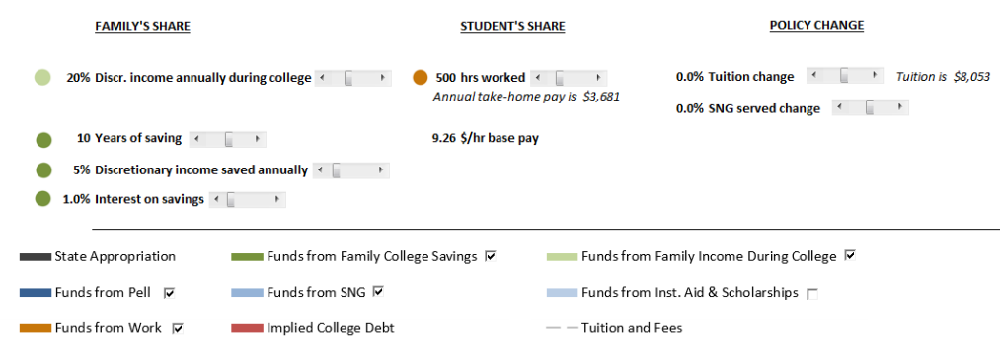 FAMILY'S SHARE
STUDENT'S SHARE
POLICY CHANGE
20% Discr. income annually during college
500 hrs worked
0.0% Tuition change
Tuition is $8,053
Annual take-home pay is $3,681
0.0% SNG served change
10 Years of saving
9.26 $/hr base pay
5% Discretionary income saved annually
1.0% Interest on savings
State Appropriation
Funds from Family College Savings
Funds from Family Income During College
Funds from Pell
Funds from SNG
Funds from Inst. Aid & Scholarships
Funds from Work
Implied College Debt
Tuition and Fees